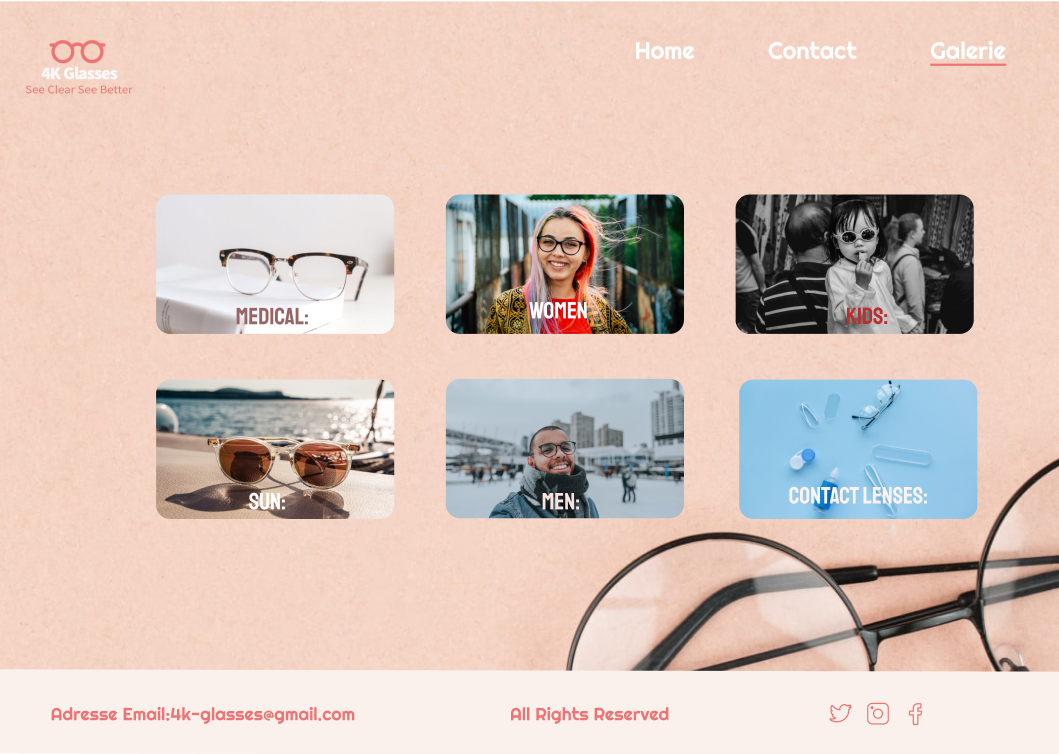 4K Glasses
See Clear See Better
Home Contact Galerie
MEDICAL:
WOMEN
KIDS:
SUN:
MEN:
CONTACT LENSES:
Adresse Email:4k-glasses@gmail.com
All Rights Reserved